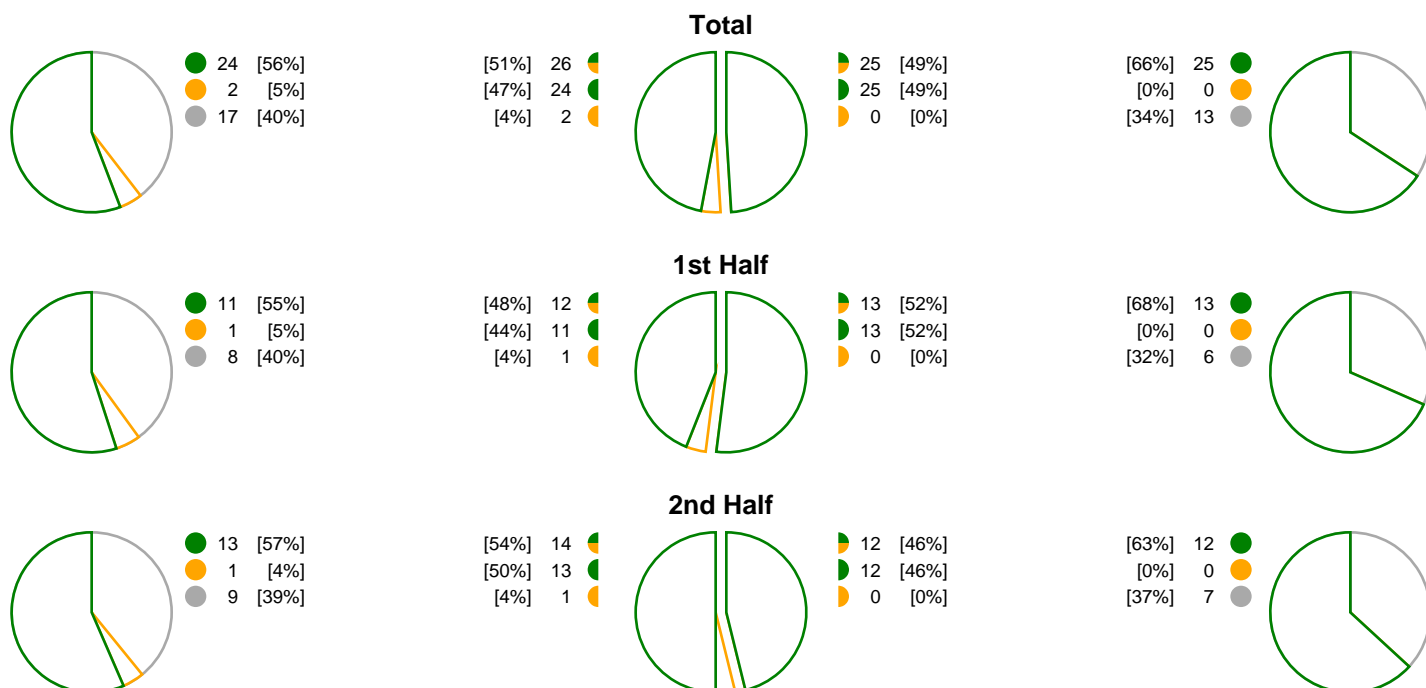 Total
24 [56%] [51%] 26 25 [49%] [66%] 25
2 [5%] [47%] 24 25 [49%] [0%] 0
17 [40%] [4%] 2 0 [0%] [34%] 13
1st Half
11 [55%] [48%] 12 13 [52%] [68%] 13
1 [5%] [44%] 11 13 [52%] [0%] 0
8 [40%] [4%] 1 0 [0%] [32%] 6
2nd Half
13 [57%] [54%] 14 12 [46%] [63%] 12
1 [4%] [50%] 13 12 [46%] [0%] 0
9 [39%] [4%] 1 0 [0%] [37%] 7